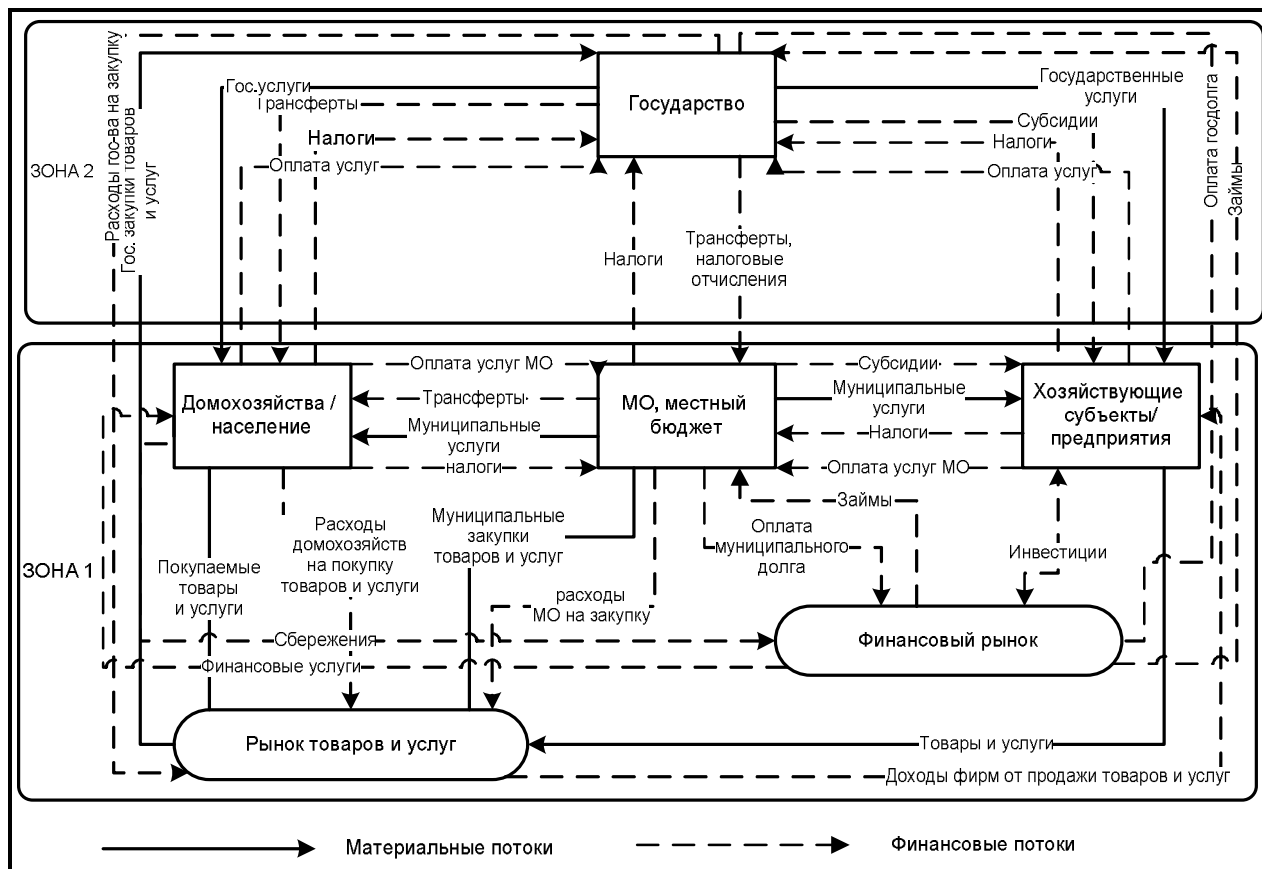 Расходы гос-ва на закупку
Гос. закупки товаров
и услуг
Гос.услуги
Трансферты
Налоги
Оплата услуг
Государство
Государственные
услуги
Субсидии
Налоги
Оплата услуг
Оплата госдолга
Займы
ЗОНА 2
Налоги
Трансферты,
налоговые
отчисления
Домохозяйства /
население
Оплата услуг МО
Трансферты
Муниципальные
услуги
налоги
МО, местный
бюджет
Субсидии
Муниципальные
услуги
Налоги
Оплата услуг МО
Хозяйствующие
субъекты/
предприятия
ЗОНА 1
Покупаемые
товары
и услуги
Расходы
домохозяйств
на покупку
товаров и услуги
Муниципальные
закупки
товаров и услуг
расходы
МО на закупку
Займы
Оплата
муниципального
долга
Инвестиции
Сбережения
Финансовые услуги
Финансовый рынок
Рынок товаров и услуг
Товары и услуги
Доходы фирм от продажи товаров и услуг
Материальные потоки
Финансовые потоки